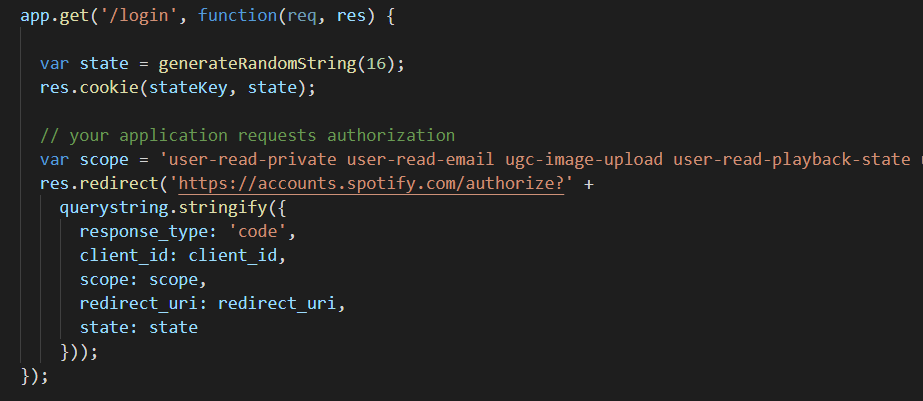 app.get('/login', function(req, res) {
var state = generateRandomString(16);
res.cookie(stateKey, state);
// your application requests authorization
var scope = 'user-read-private user-read-email ugc-image-upload user-read-playback-state
res.redirect('https://accounts.spotify.com/authorize?' +
querystring.stringify({
response_type: 'code',
client_id: client_id,
scope: scope,
redirect_uri: redirect_uri,
state: state
}));
});